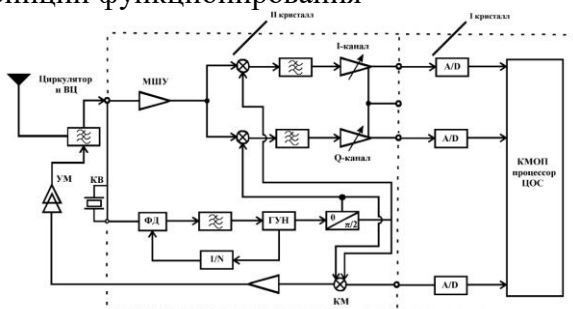 функционирования
II кристалл
I кристалл
I-канал
Циркулятор
и ВЦ
МШУ
A/D
Q-канал
A/D
КМОП
процессор
ЦОС
УМ
КВ
ФД
ГУН
0
π/2
1/N
КМ
A/D